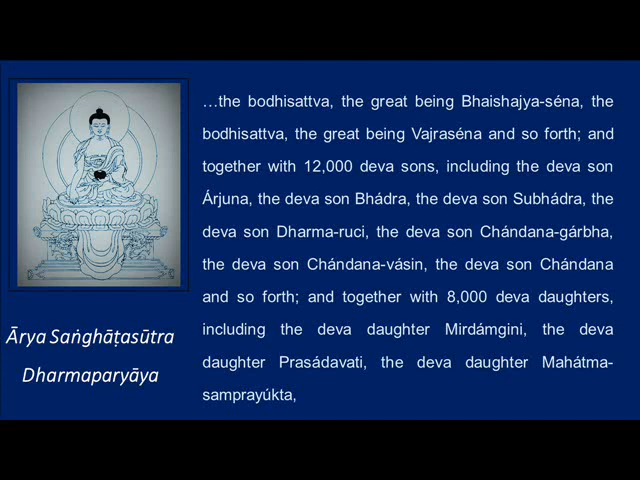 …the bodhisattva, the great being Bhaishajya-séna, the
bodhisattva, the great being Vajraséna and so forth; and
together with 12,000 deva sons, including the deva son
Árjuna, the deva son Bhádra, the deva son Subhádra, the
deva son Dharma-ruci, the deva son Chándana-gárbha,
the deva son Chándana-vásin, the deva son Chándana
and so forth; and together with 8,000 deva daughters,
including the deva daughter Mirdámgini, the deva
daughter Prasádavati, the deva daughter Mahátma-
samprayúkta,
Ārya Saṅghāṭasūtra
Dharmaparyāya